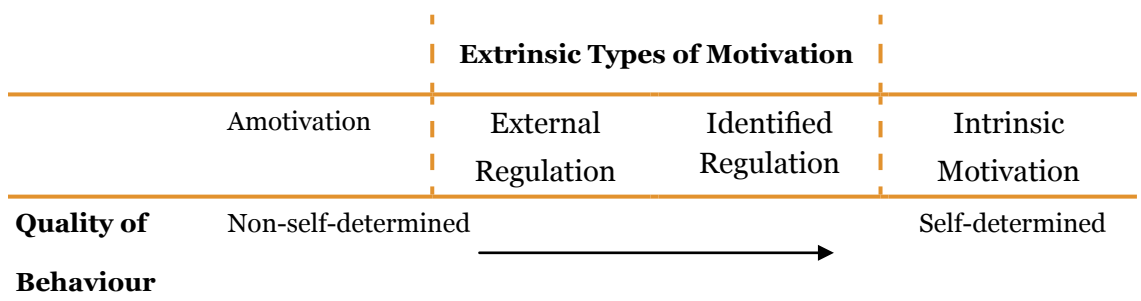 Extrinsic Types of Motivation
Amotivation External Identified Intrinsic
Regulation Regulation Motivation
Quality of Non-self-determined Self-determined
Behaviour